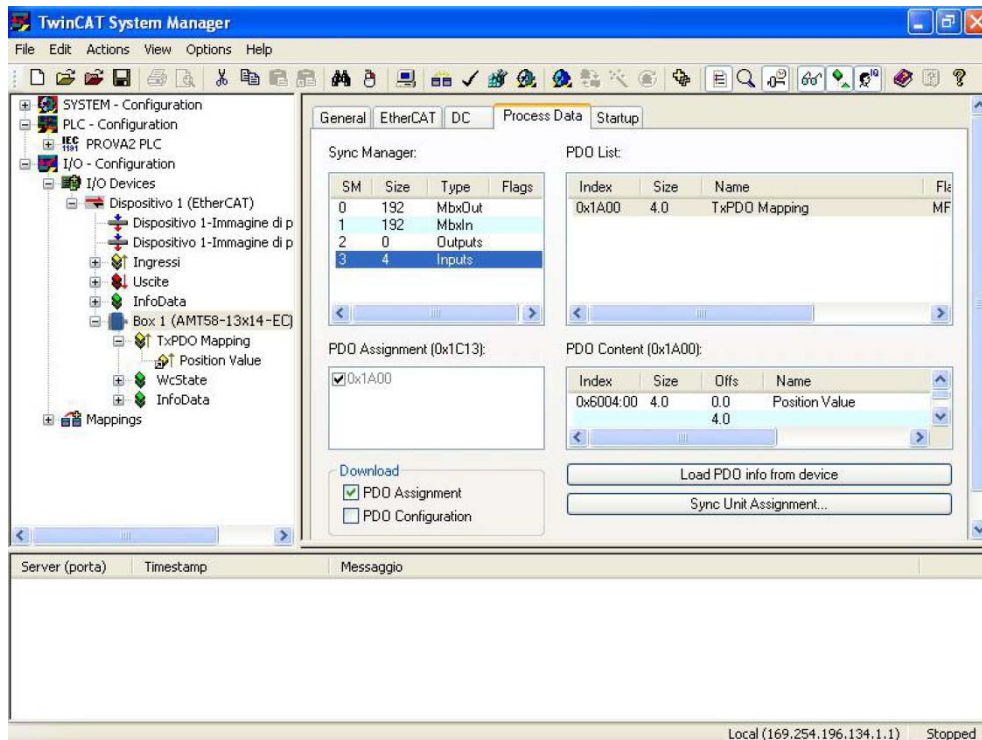 TwinCAT System Manager
File Edit Actions View Options Help
SYSTEM - Configuration
PLC - Configuration
IEC 1131 PROVA2 PLC
I/O - Configuration
I/O Devices
Dispositivo 1 (EtherCAT)
Dispositivo 1-Immagine di p
Dispositivo 1-Immagine di p
Ingressi
Uscite
InfoData
Box 1 (AMT58-13x14-EC)
TxPDO Mapping
Position Value
WcState
InfoData
Mappings
General EtherCAT DC Process Data Startup
Sync Manager:
SM Size Type Flags
0 192 MbxOut
1 192 MbxIn
2 0 Outputs
3 4 Inputs
PDO List:
Index Size Name Fla
0x1A00 4.0 TxPDO Mapping MF
PDO Assignment (0x1C13):
0x1A00
PDO Content (0x1A00):
Index Size Offs Name
0x6004:00 4.0 0.0 Position Value
4.0
Download
PDO Assignment
PDO Configuration
Load PDO info from device
Sync Unit Assignment...
Server (porta) Timestamp Messaggio
Local (169.254.196.134.1.1) Stopped